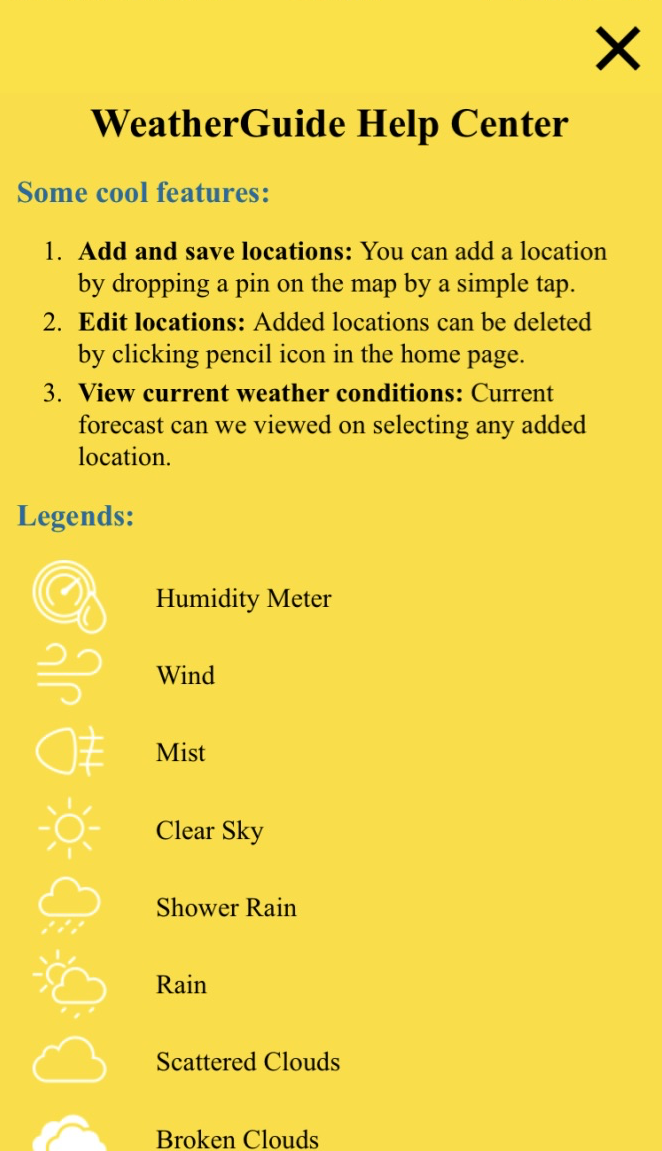 WeatherGuide Help Center
Some cool features:
1. Add and save locations: You can add a location
by dropping a pin on the map by a simple tap.
2. Edit locations: Added locations can be deleted
by clicking pencil icon in the home page.
3. View current weather conditions: Current
forecast can we viewed on selecting any added
location.
Legends:
Humidity Meter
Wind
Mist
Clear Sky
Shower Rain
Rain
Scattered Clouds
Broken Clouds